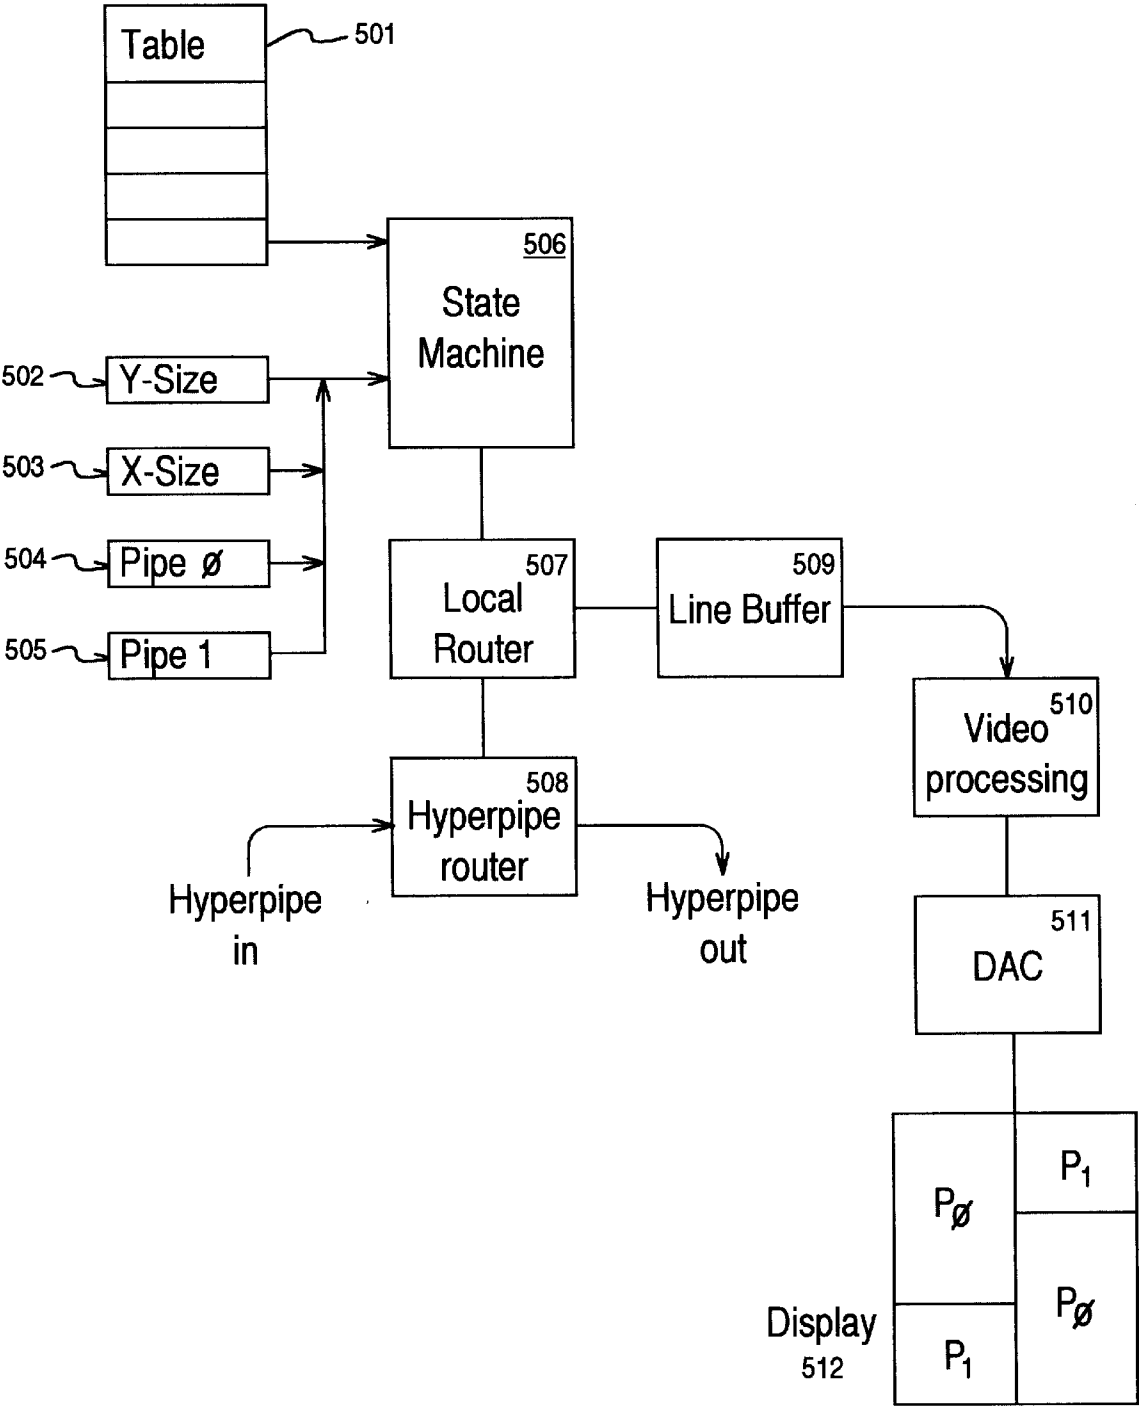 Table
501
506
State
Machine
502
Y-Size
503
X-Size
504
Pipe Ø
505
Pipe 1
507
Local
Router
509
Line Buffer
510
Video
processing
508
Hyperpipe
router
Hyperpipe
in
Hyperpipe
out
511
DAC
PØ
P1
PØ
P1
Display
512